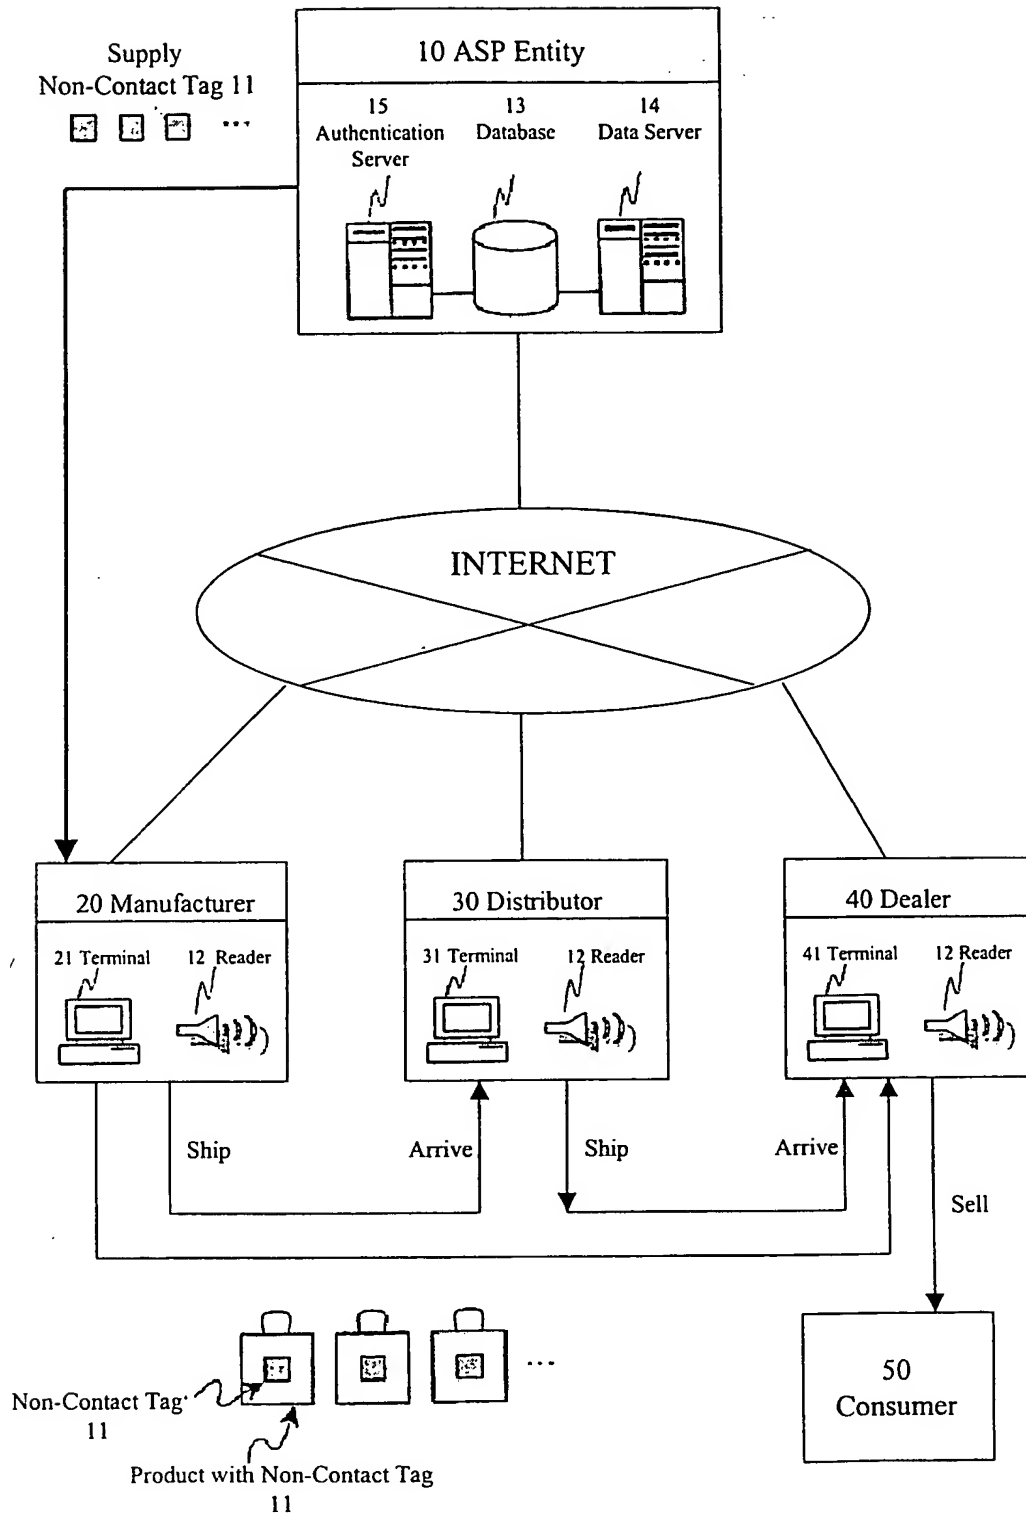 Supply
Non-Contact Tag 11
...
10 ASP Entity
15
Authentication
Server
13
Database
14
Data Server
INTERNET
20 Manufacturer
21 Terminal
12 Reader
30 Distributor
31 Terminal
12 Reader
40 Dealer
41 Terminal
12 Reader
Ship
Arrive
Ship
Arrive
Sell
...
Non-Contact Tag
11
Product with Non-Contact Tag
11
50
Consumer